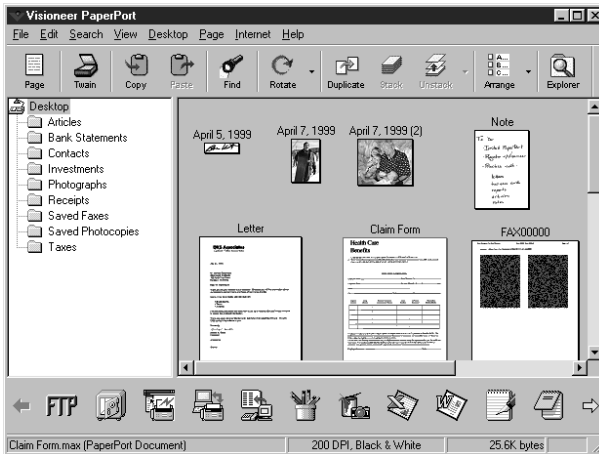 Visioneer PaperPort
File Edit Search View Desktop Page Internet Help
Page Twain Copy Paste Find Rotate Duplicate Stack Unstack Arrange Explorer
Desktop
Articles
Bank Statements
Contacts
Investments
Photographs
Receipts
Saved Faxes
Saved Photocopies
Taxes
April 5, 1999 April 7, 1999 April 7, 1999 (2) Note
Letter Claim Form FAX00000
Health Care
Benefits
FTP
Claim Form.max (PaperPort Document) 200 DPI, Black & White 25.6K bytes